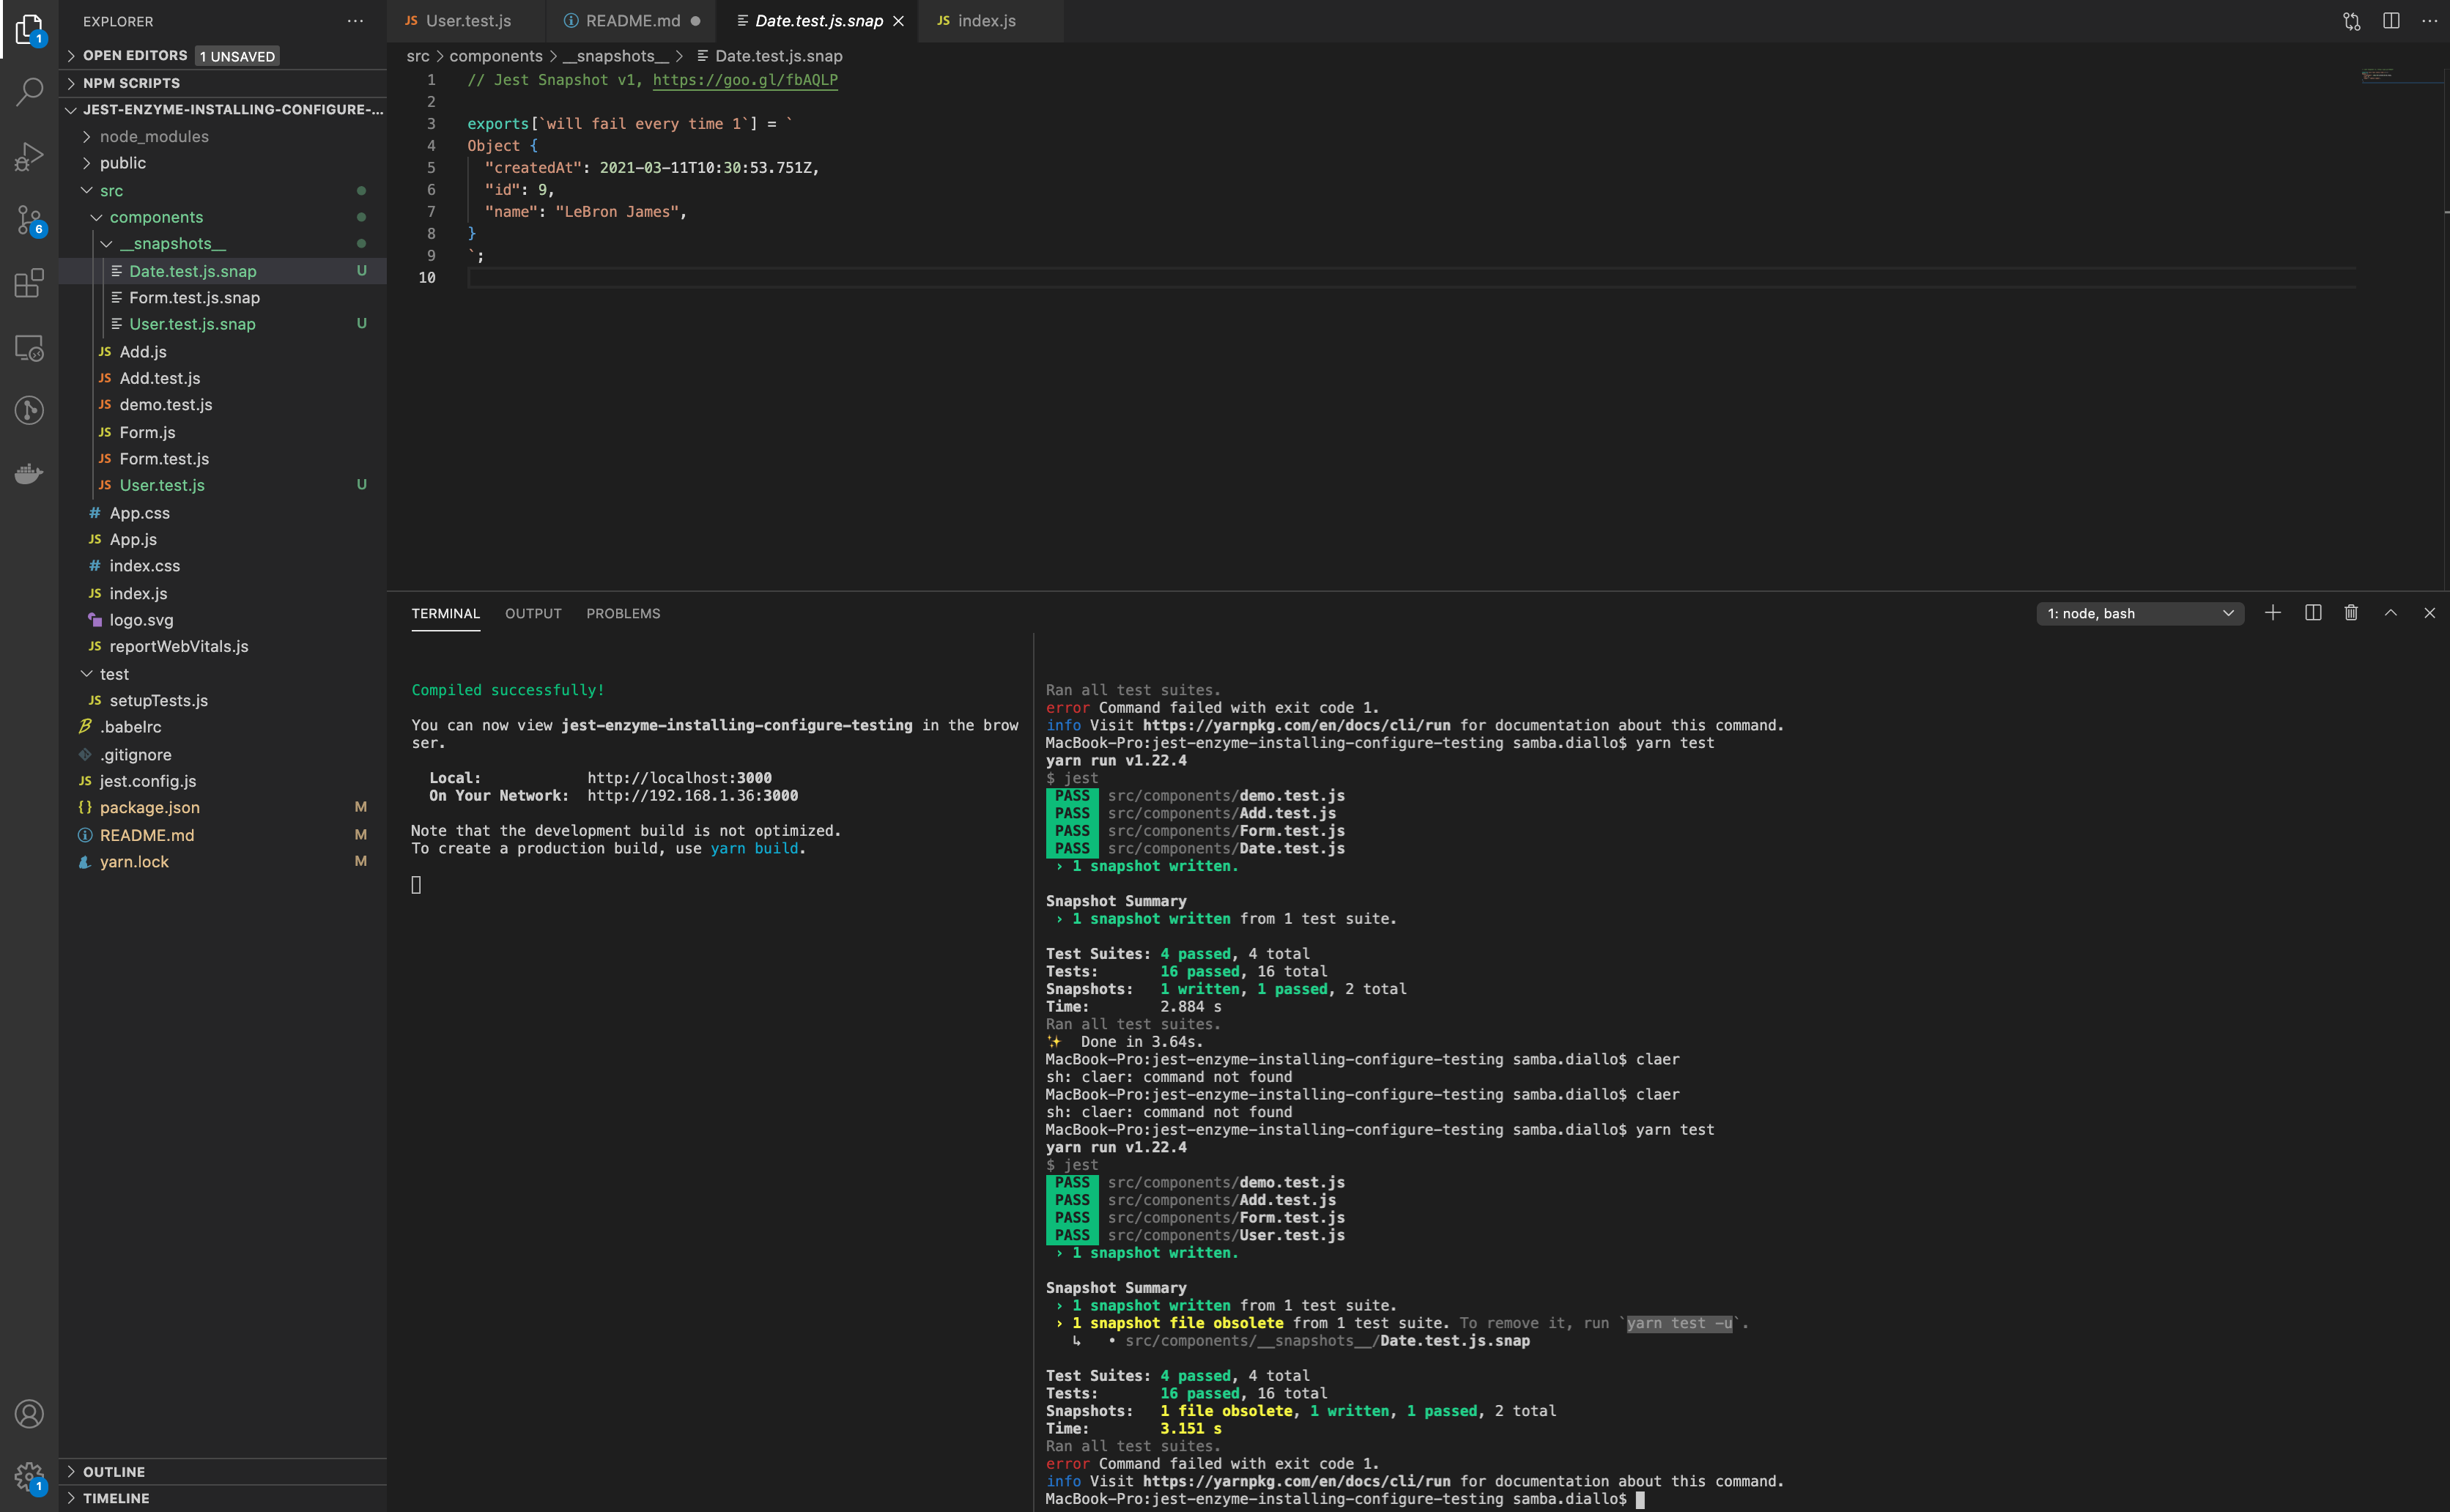 EXPLORER
OPEN EDITORS 1 UNSAVED
NPM SCRIPTS
JEST-ENZYME-INSTALLING-CONFIGURE-...
node_modules
public
src
components
__snapshots__
Date.test.js.snap U
Form.test.js.snap
User.test.js.snap U
JS Add.js
JS Add.test.js
JS demo.test.js
JS Form.js
JS Form.test.js
JS User.test.js U
# App.css
JS App.js
# index.css
JS index.js
logo.svg
JS reportWebVitals.js
test
JS setupTests.js
.babelrc
.gitignore
JS jest.config.js
{} package.json M
README.md M
yarn.lock M
OUTLINE
TIMELINE
1
6
1
JS User.test.js README.md Date.test.js.snap JS index.js
src > components > __snapshots__ > Date.test.js.snap
1 // Jest Snapshot v1, https://goo.gl/fbAQLP
2
3 exports[`will fail every time 1`] = `
4 Object {
5 "createdAt": 2021-03-11T10:30:53.751Z,
6 "id": 9,
7 "name": "LeBron James",
8 }
9 `;
10
TERMINAL OUTPUT PROBLEMS 1: node, bash
Compiled successfully!
You can now view jest-enzyme-installing-configure-testing in the brow
ser.
Local: http://localhost:3000
On Your Network: http://192.168.1.36:3000
Note that the development build is not optimized.
To create a production build, use yarn build.
Ran all test suites.
error Command failed with exit code 1.
info Visit https://yarnpkg.com/en/docs/cli/run for documentation about this command.
MacBook-Pro:jest-enzyme-installing-configure-testing samba.diallo$ yarn test
yarn run v1.22.4
$ jest
PASS src/components/demo.test.js
PASS src/components/Add.test.js
PASS src/components/Form.test.js
PASS src/components/Date.test.js
› 1 snapshot written.
Snapshot Summary
› 1 snapshot written from 1 test suite.
Test Suites: 4 passed, 4 total
Tests: 16 passed, 16 total
Snapshots: 1 written, 1 passed, 2 total
Time: 2.884 s
Ran all test suites.
✨ Done in 3.64s.
MacBook-Pro:jest-enzyme-installing-configure-testing samba.diallo$ claer
sh: claer: command not found
MacBook-Pro:jest-enzyme-installing-configure-testing samba.diallo$ claer
sh: claer: command not found
MacBook-Pro:jest-enzyme-installing-configure-testing samba.diallo$ yarn test
yarn run v1.22.4
$ jest
PASS src/components/demo.test.js
PASS src/components/Add.test.js
PASS src/components/Form.test.js
PASS src/components/User.test.js
› 1 snapshot written.
Snapshot Summary
› 1 snapshot written from 1 test suite.
› 1 snapshot file obsolete from 1 test suite. To remove it, run `yarn test -u`.
↳ • src/components/__snapshots__/Date.test.js.snap
Test Suites: 4 passed, 4 total
Tests: 16 passed, 16 total
Snapshots: 1 file obsolete, 1 written, 1 passed, 2 total
Time: 3.151 s
Ran all test suites.
error Command failed with exit code 1.
info Visit https://yarnpkg.com/en/docs/cli/run for documentation about this command.
MacBook-Pro:jest-enzyme-installing-configure-testing samba.diallo$